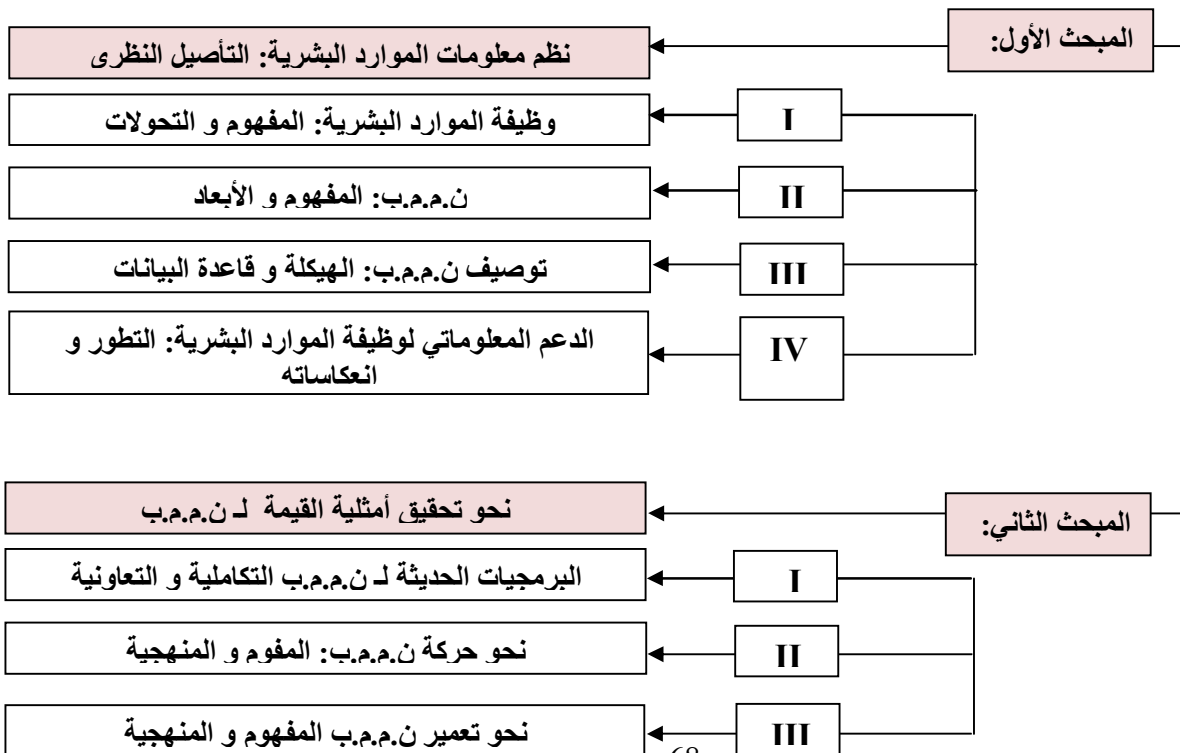 المبحث الأول:
نظم معلومات الموارد البشرية: التأصيل النظرى
I
وظيفة الموارد البشرية: المفهوم و التحولات
II
ن.م.م.ب: المفهوم و الأبعاد
III
توصيف ن.م.م.ب: الهيكلة و قاعدة البيانات
IV
الدعم المعلوماتي لوظيفة الموارد البشرية: التطور و
انعكاساته
المبحث الثاني:
نحو تحقيق أمثلية القيمة لـ ن.م.م.ب
I
البرمجيات الحديثة لـ ن.م.م.ب التكاملية و التعاونية
II
نحو حركة ن.م.م.ب: المفوم و المنهجية
III
نحو تعمير ن.م.م.ب المفهوم و المنهجية
68